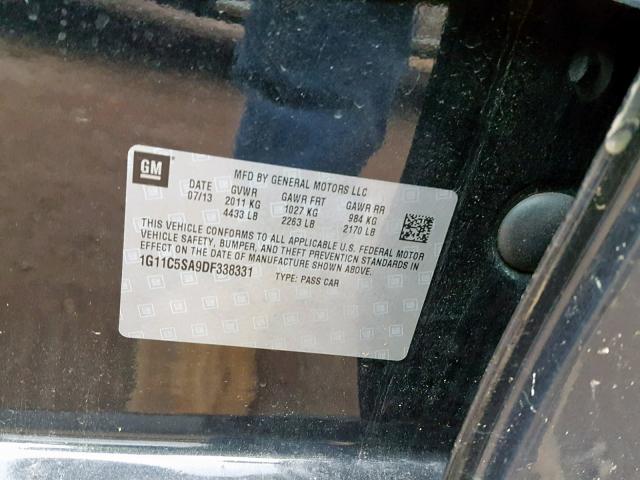 GM
MFD BY GENERAL MOTORS LLC
DATE GVWR GAWR FRT GAWR RR
07/13 2011 KG 1027 KG 984 KG
4433 LB 2263 LB 2170 LB
THIS VEHICLE CONFORMS TO ALL APPLICABLE U.S. FEDERAL MOTOR
VEHICLE SAFETY, BUMPER, AND THEFT PREVENTION STANDARDS IN
EFFECT ON THE DATE OF MANUFACTURE SHOWN ABOVE.
1G11C5SA9DF338331 TYPE: PASS CAR